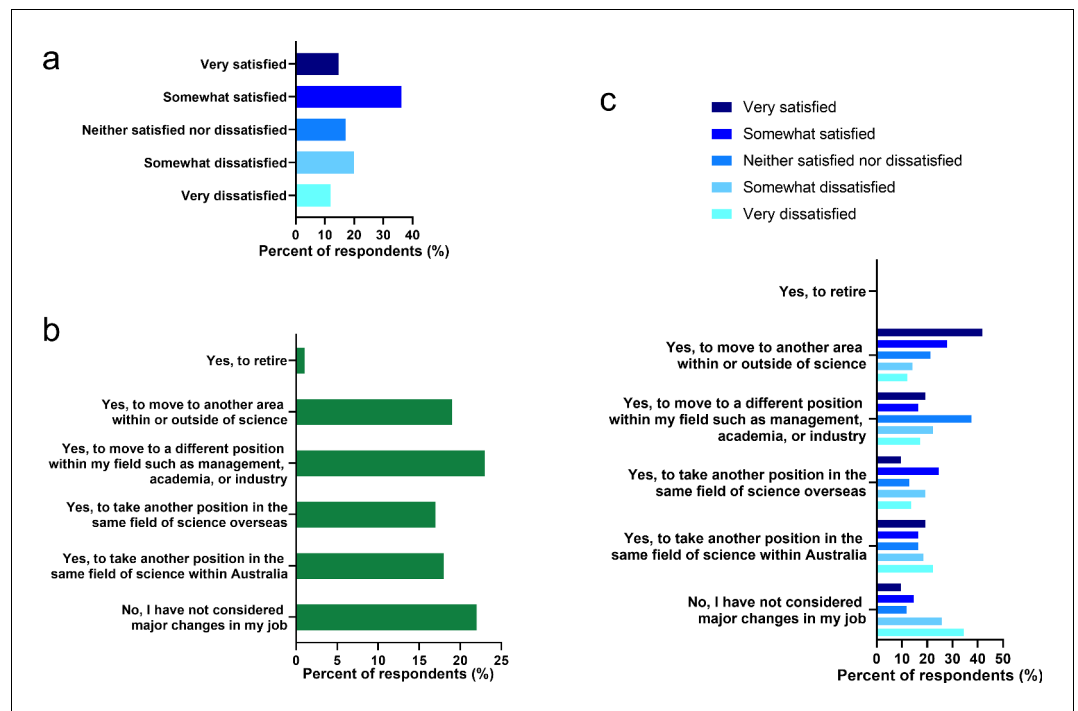 a
Very satisfied
Somewhat satisfied
Neither satisfied nor dissatisfied
Somewhat dissatisfied
Very dissatisfied
0 10 20 30 40
Percent of respondents (%)
b
Yes, to retire
Yes, to move to another area
within or outside of science
Yes, to move to a different position
within my field such as management,
academia, or industry
Yes, to take another position in the
same field of science overseas
Yes, to take another position in the
same field of science within Australia
No, I have not considered
major changes in my job
0 5 10 15 20 25
Percent of respondents (%)
c
Very satisfied
Somewhat satisfied
Neither satisfied nor dissatisfied
Somewhat dissatisfied
Very dissatisfied
Yes, to retire
Yes, to move to another area
within or outside of science
Yes, to move to a different position
within my field such as management,
academia, or industry
Yes, to take another position in the
same field of science overseas
Yes, to take another position in the
same field of science within Australia
No, I have not considered
major changes in my job
0 10 20 30 40 50
Percent of respondents (%)